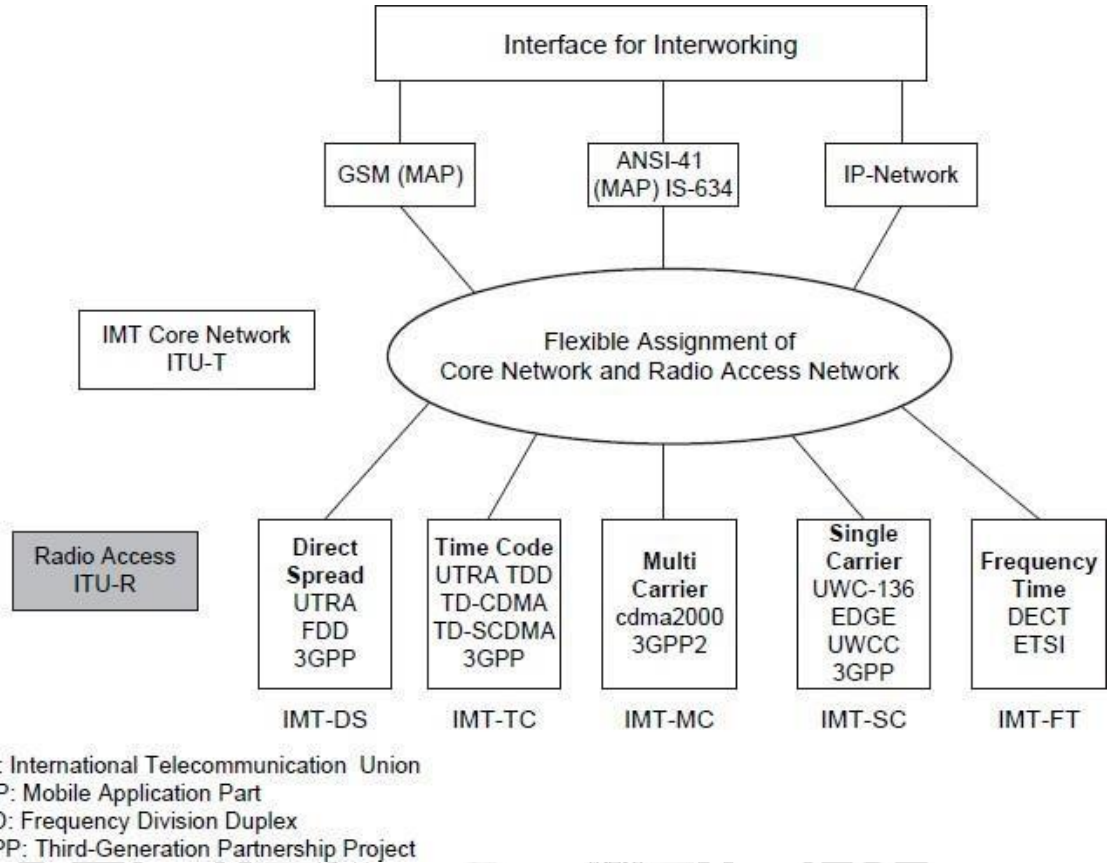 Interface for Interworking
GSM (MAP)
ANSI-41
(MAP) IS-634
IP-Network
IMT Core Network
ITU-T
Flexible Assignment of
Core Network and Radio Access Network
Radio Access
ITU-R
Direct
Spread
UTRA
FDD
3GPP
Time Code
UTRA TDD
TD-CDMA
TD-SCDMA
3GPP
Multi
Carrier
cdma2000
3GPP2
Single
Carrier
UWC-136
EDGE
UWCC
3GPP
Frequency
Time
DECT
ETSI
IMT-DS
IMT-TC
IMT-MC
IMT-SC
IMT-FT
: International Telecommunication Union
P: Mobile Application Part
: Frequency Division Duplex
PP: Third-Generation Partnership Project